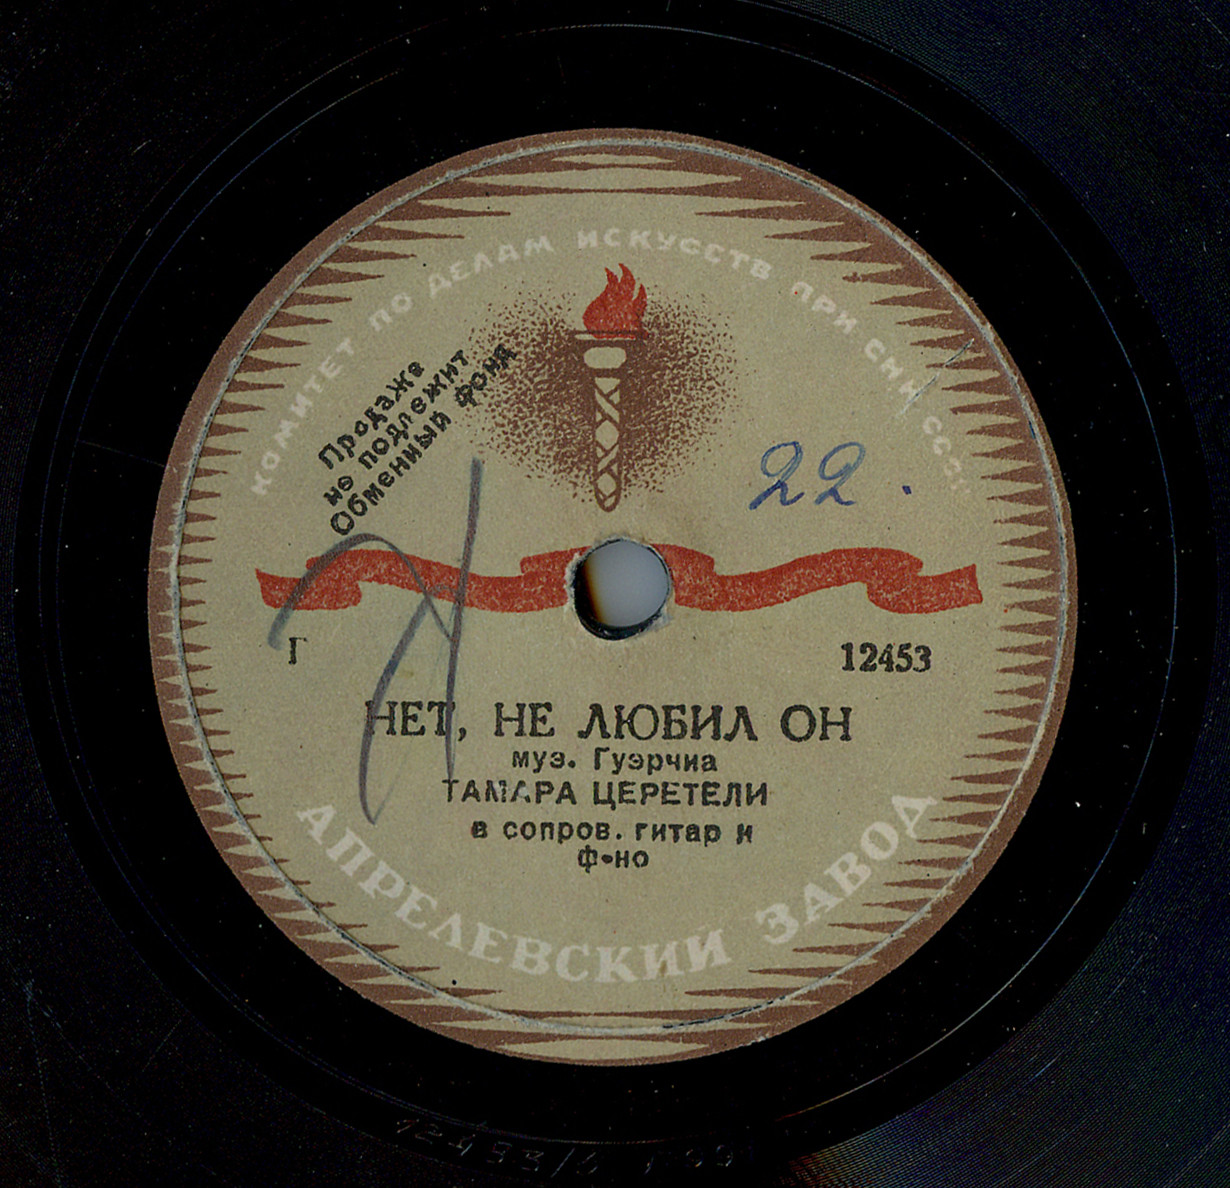 КОМИТЕТ ПО ДЕЛАМ ИСКУССТВ ПРИ СНК СССР
Продаже
не подлежит
Обменный фонд
22.
Г
12453
НЕТ, НЕ ЛЮБИЛ ОН
муз. Гуэрчиа
ТАМАРА ЦЕРЕТЕЛИ
в сопров. гитар и
ф-но
АПРЕЛЕВСКИЙ ЗАВОД